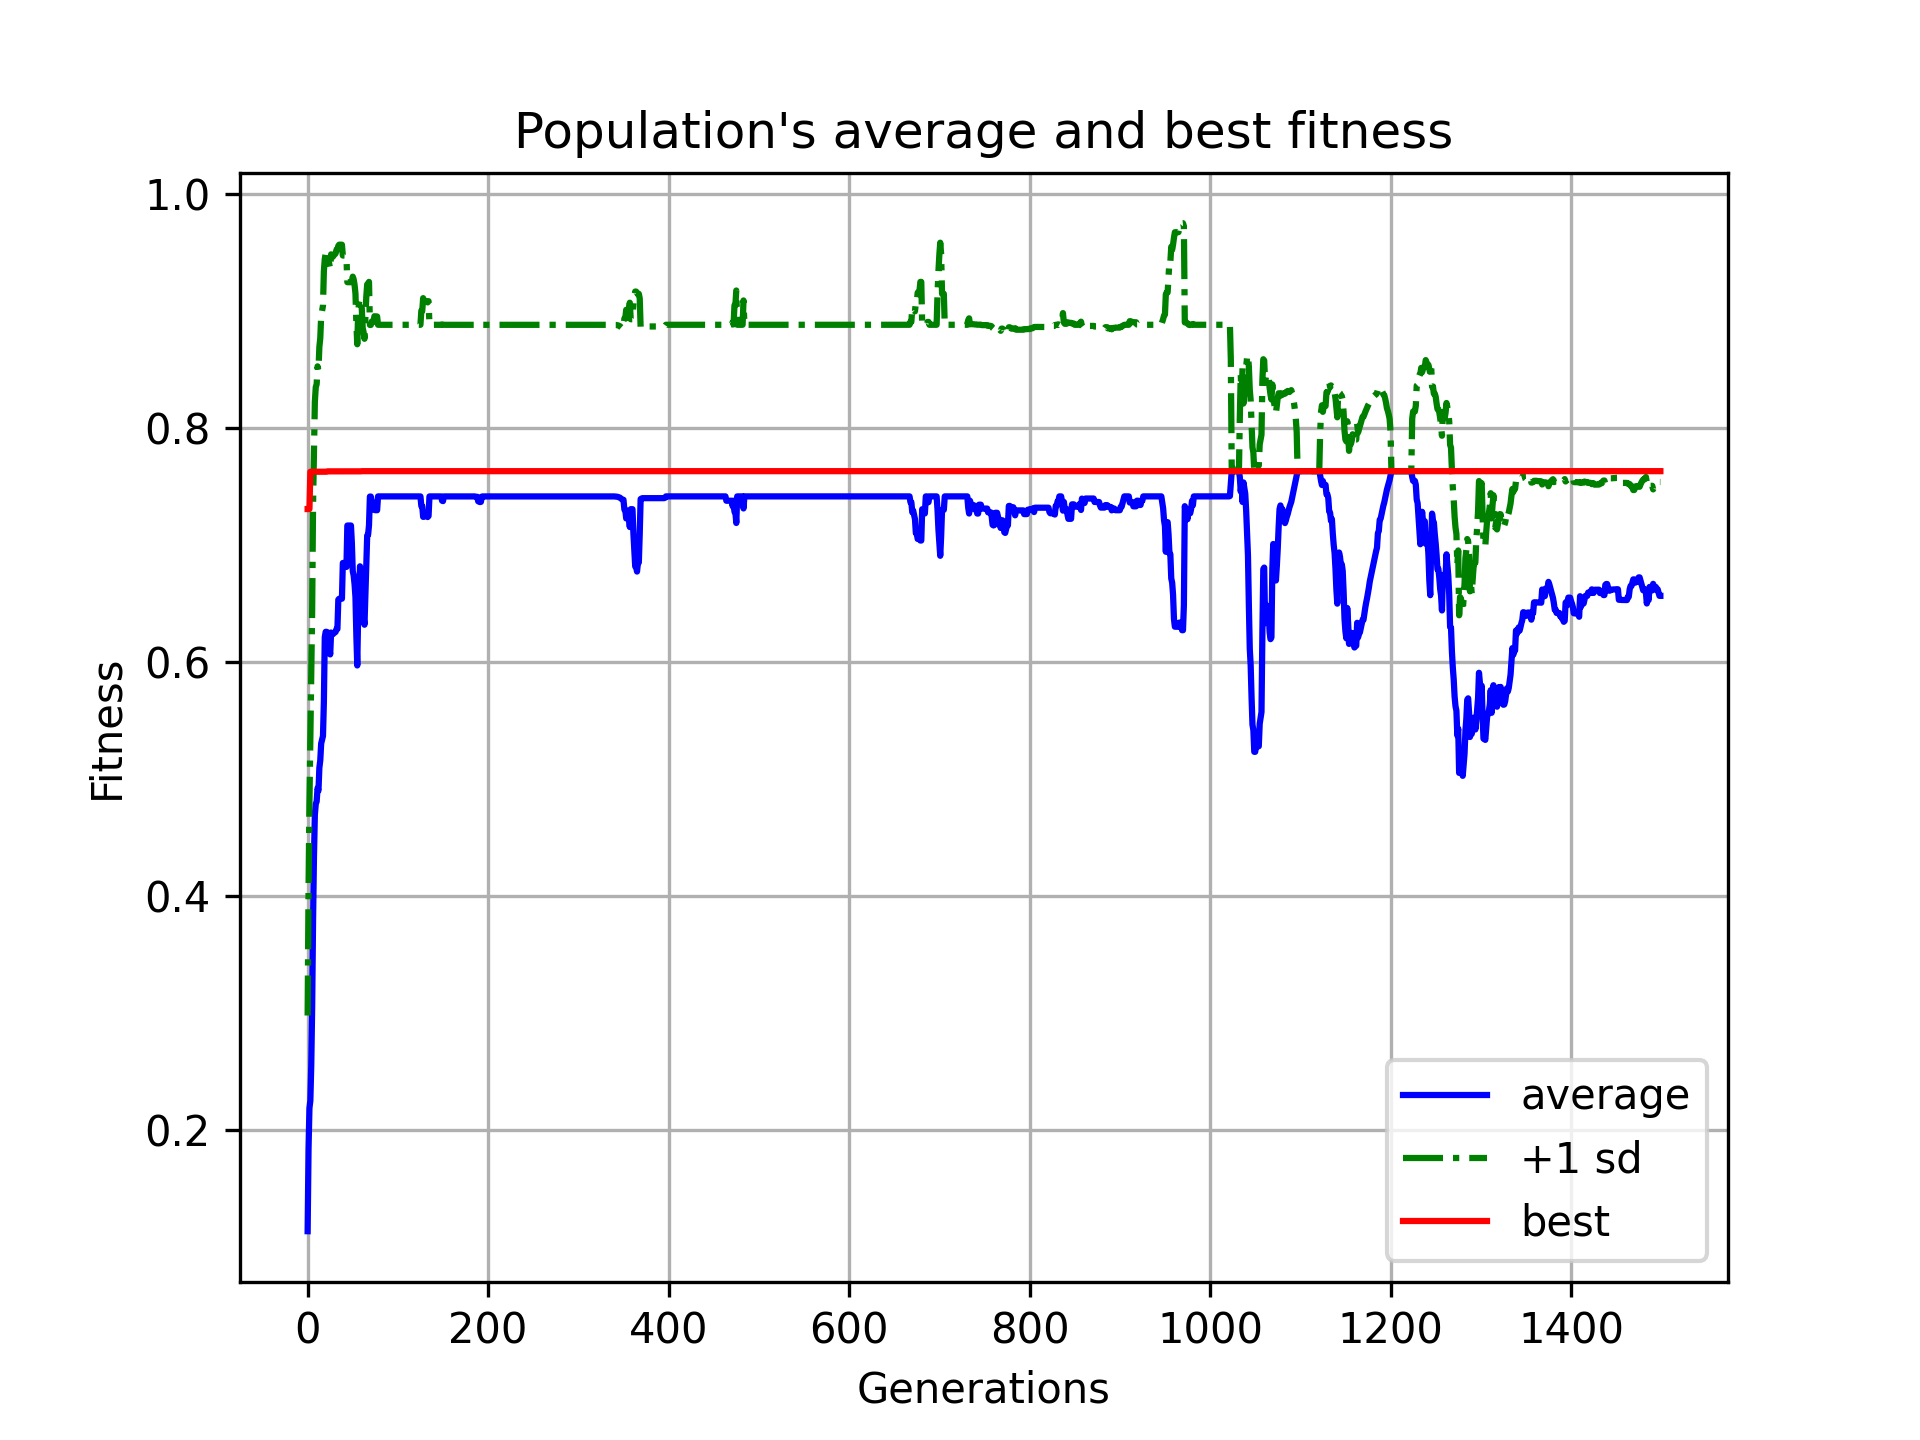 Population's average and best fitness
1.0
0.8
0.6
0.4
0.2
Fitness
0 200 400 600 800 1000 1200 1400
Generations
average
+1 sd
best